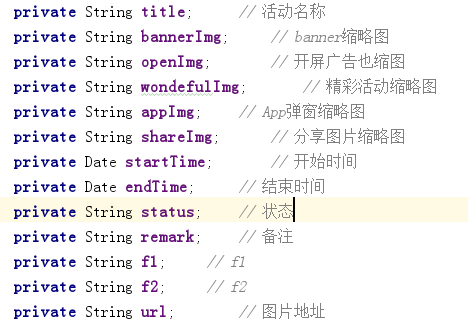 private String title; // 活动名称
private String bannerImg; // banner缩略图
private String openImg; // 开屏广告也缩图
private String wondefulImg; // 精彩活动缩略图
private String appImg; // App弹窗缩略图
private String shareImg; // 分享图片缩略图
private Date startTime; // 开始时间
private Date endTime; // 结束时间
private String status; // 状态
private String remark; // 备注
private String f1; // f1
private String f2; // f2
private String url; // 图片地址